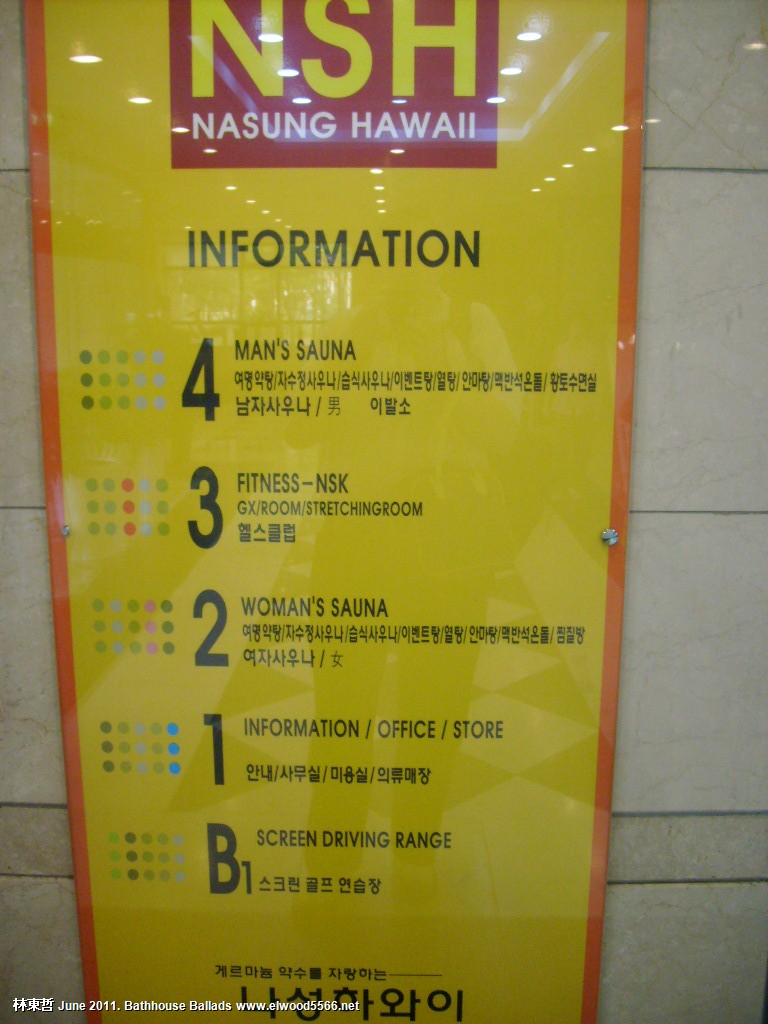 NSH
NASUNG HAWAII
INFORMATION
4 MAN'S SAUNA
여명약탕/자수정사우나/습식사우나/이벤트탕/열탕/안마탕/맥반석온돌/황토수면실
남자사우나 / 男 이발소
3 FITNESS-NSK
GX/ROOM/STRETCHINGROOM
헬스클럽
2 WOMAN'S SAUNA
여명약탕/자수정사우나/습식사우나/이벤트탕/열탕/안마탕/맥반석온돌/찜질방
여자사우나 / 女
1 INFORMATION / OFFICE / STORE
안내/사무실/미용실/의류매장
B1 SCREEN DRIVING RANGE
스크린 골프 연습장
게르마늄 약수를 자랑하는
나성하와이
林東哲 June 2011. Bathhouse Ballads www.elwood5566.net